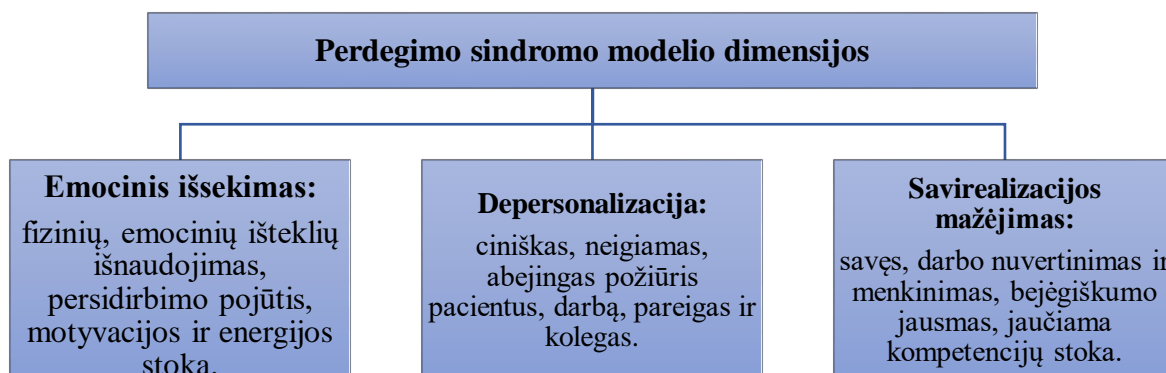 Perdegimo sindromo modelio dimensijos
Emocinis išsekimas:
fizinių, emocinių išteklių
išnaudojimas,
persidirbimo pojūtis,
motyvacijos ir energijos
stoka.
Depersonalizacija:
ciniškas, neigiamas,
abejingas požiūris
pacientus, darbą, pareigas ir
kolegas.
Savirealizacijos
mažėjimas:
savęs, darbo nuvertinimas ir
menkinimas, bejėgiškumo
jausmas, jaučiama
kompetencijų stoka.